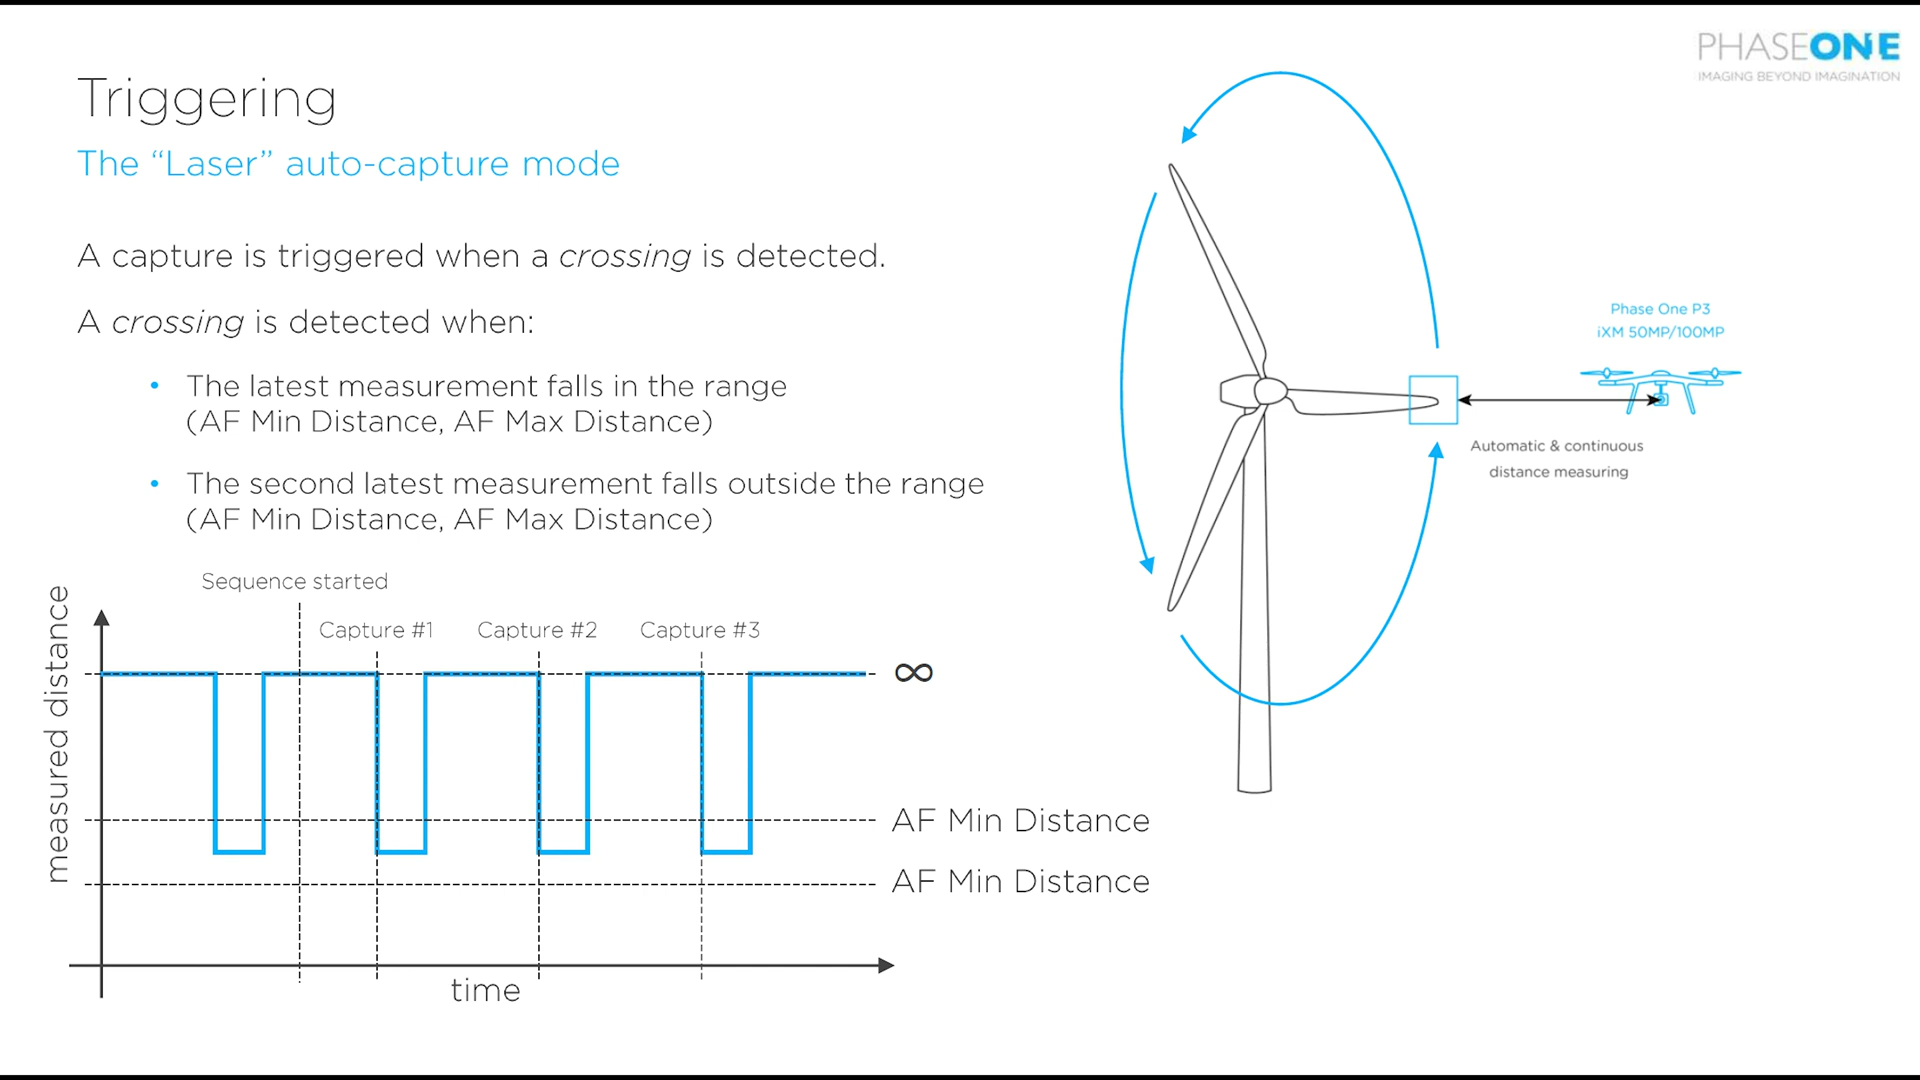 PHASEONE
IMAGING BEYOND IMAGINATION
Triggering
The “Laser” auto-capture mode
A capture is triggered when a crossing is detected.
A crossing is detected when:
• The latest measurement falls in the range
(AF Min Distance, AF Max Distance)
• The second latest measurement falls outside the range
(AF Min Distance, AF Max Distance)
Phase One P3
iXM 50MP/100MP
Automatic & continuous
distance measuring
Sequence started
Capture #1 Capture #2 Capture #3
measured distance
∞
AF Min Distance
AF Min Distance
time